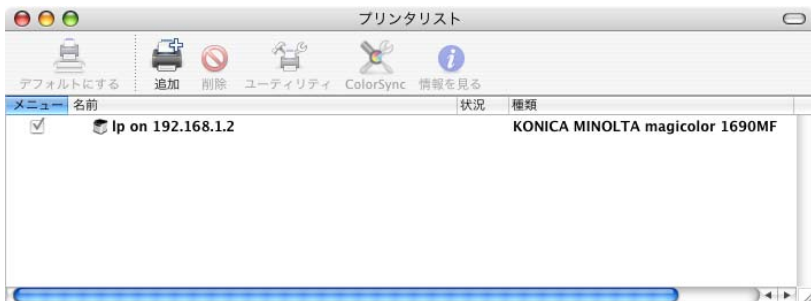 プリンタリスト
デフォルトにする 追加 削除 ユーティリティ ColorSync 情報を見る
メニュー 名前 状況 種類
lp on 192.168.1.2 KONICA MINOLTA magicolor 1690MF